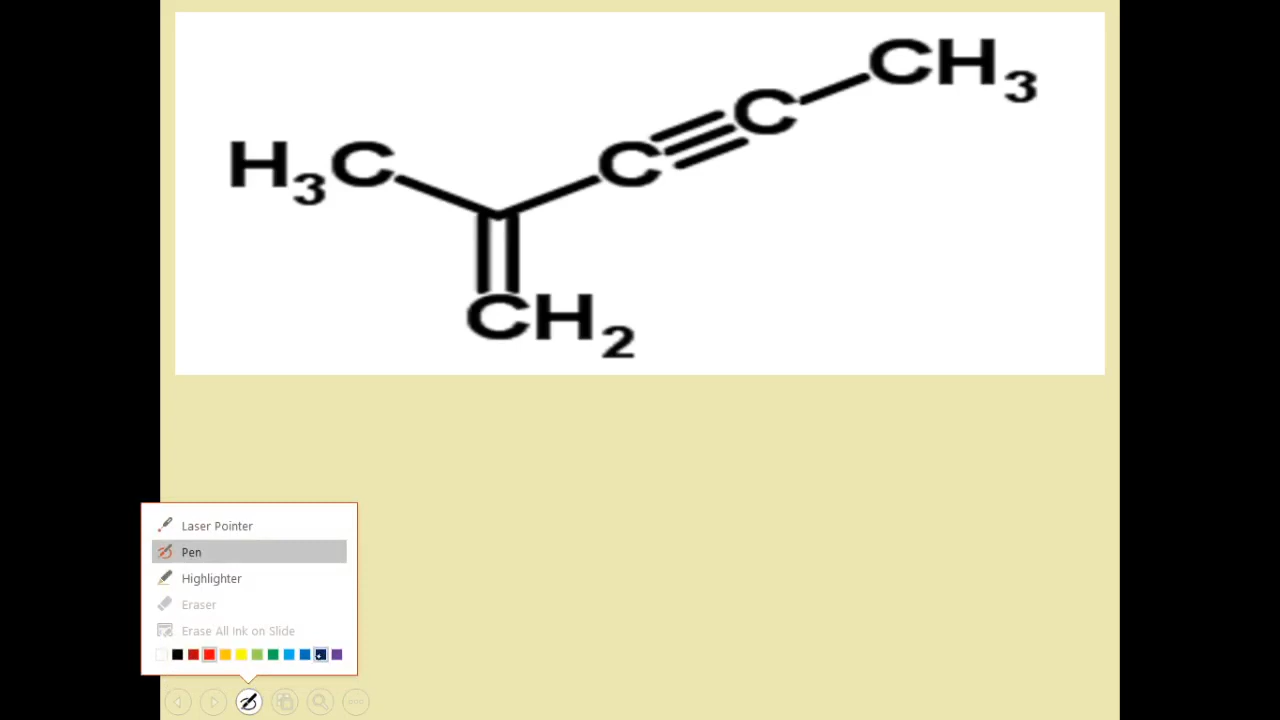 CH3
C
H3C
C
CH2
Laser Pointer
Pen
Highlighter
Eraser
Erase All Ink on Slide